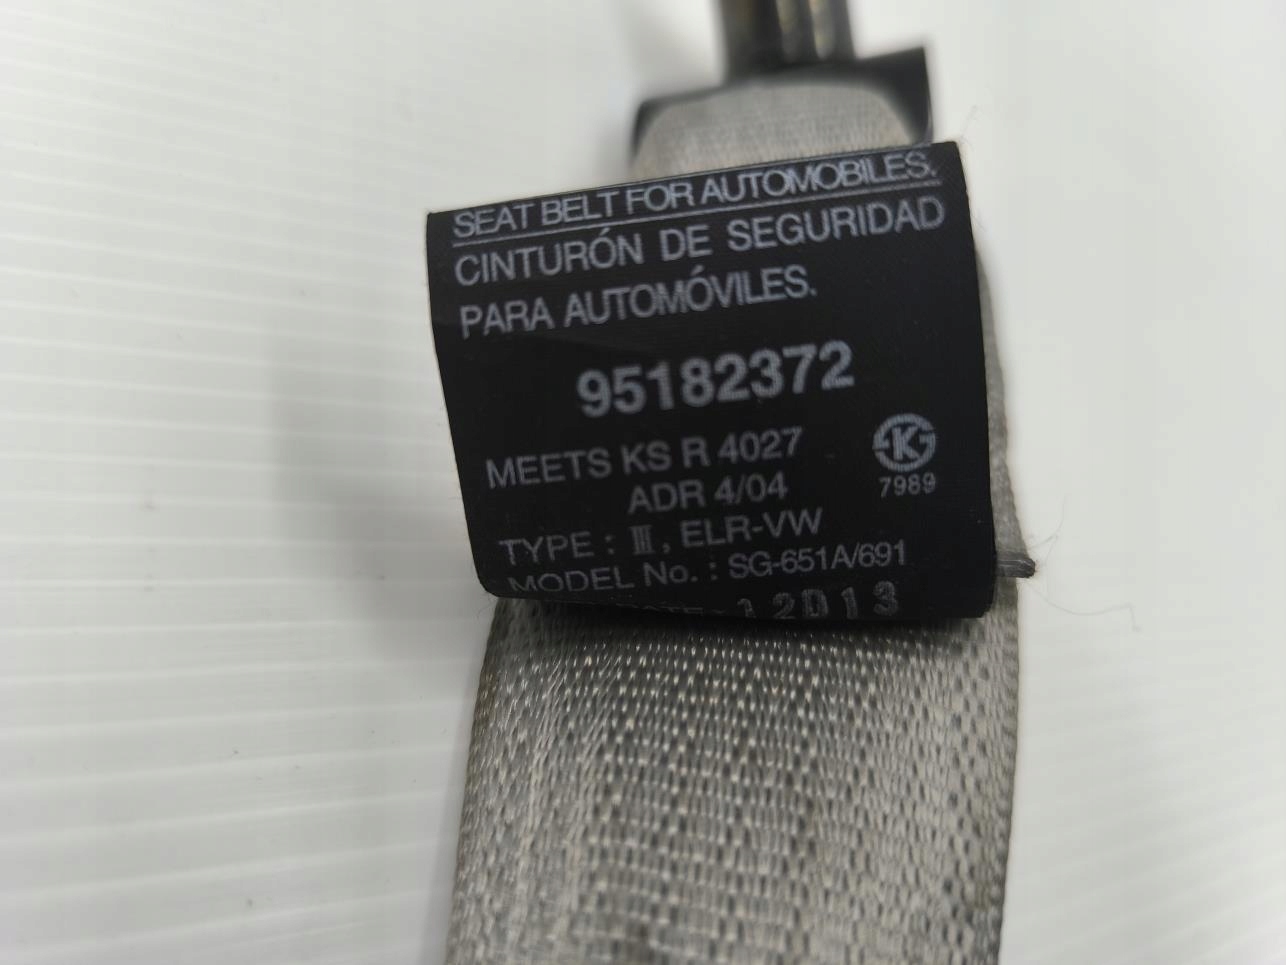 SEAT BELT FOR AUTOMOBILES.
CINTURÓN DE SEGURIDAD
PARA AUTOMÓVILES.
95182372
MEETS KS R 4027
ADR 4/04
K
7989
TYPE : Ⅲ, ELR-VW
MODEL No. : SG-651A/691
DATE : 12D13